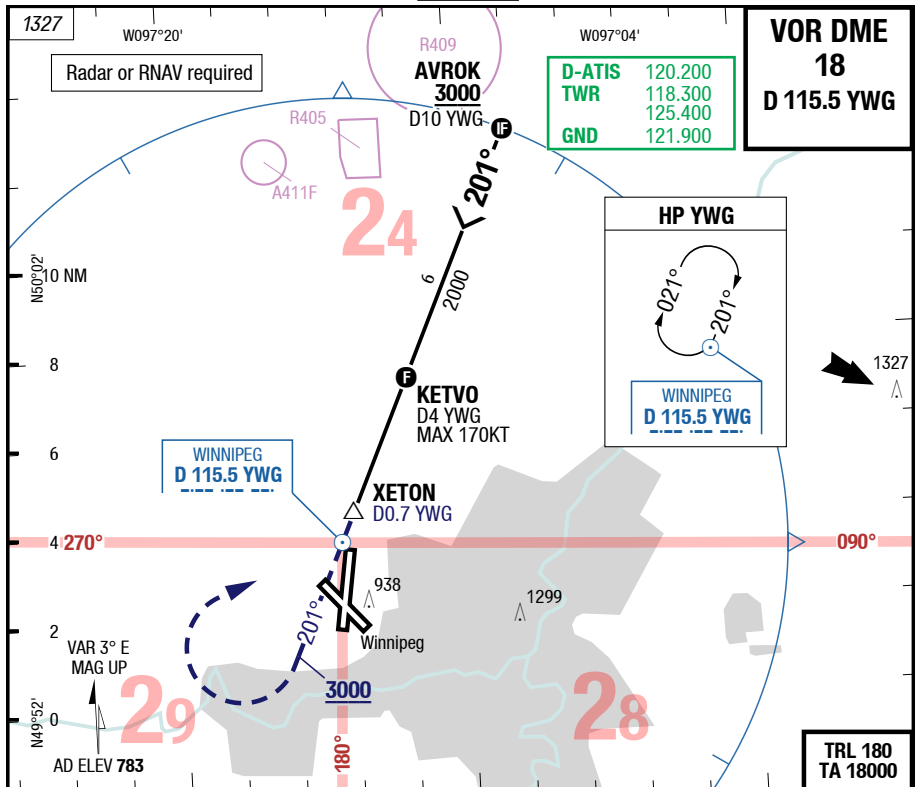 1327
W097°20'
W097°04'
VOR DME
18
D 115.5 YWG
Radar or RNAV required
R409
AVROK
3000
D10 YWG
D-ATIS 120.200
TWR 118.300
125.400
GND 121.900
IF
R405
A411F
201°
24
HP YWG
021°
201°
WINNIPEG
D 115.5 YWG
N50°02'
10 NM
6
2000
8
1327
F
KETVO
D4 YWG
MAX 170KT
6
WINNIPEG
D 115.5 YWG
XETON
D0.7 YWG
4
270°
090°
938
1299
201°
2
Winnipeg
VAR 3° E
MAG UP
3000
29
28
N49°52'
0
180°
AD ELEV 783
TRL 180
TA 18000